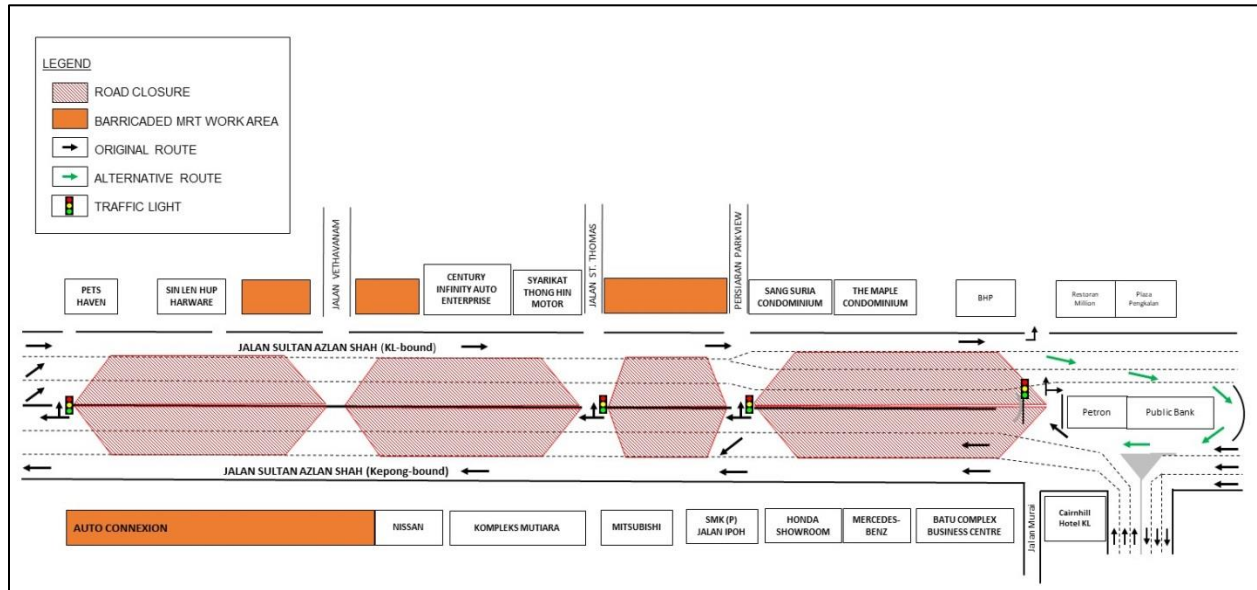 LEGEND
ROAD CLOSURE
BARRICADED MRT WORK AREA
ORIGINAL ROUTE
ALTERNATIVE ROUTE
TRAFFIC LIGHT
JALAN VETHAVANAM
JALAN ST. THOMAS
PERSIARAN PARKVIEW
PETS
HAVEN
SIN LEN HUP
HARWARE
CENTURY
INFINITY AUTO
ENTERPRISE
SYARIKAT
THONG HIN
MOTOR
SANG SURIA
CONDOMINIUM
THE MAPLE
CONDOMINIUM
BHP
Restoran
Million
Plaza
Pengkalan
JALAN SULTAN AZLAN SHAH (KL-bound)
Petron
Public Bank
JALAN SULTAN AZLAN SHAH (Kepong-bound)
AUTO CONNEXION
NISSAN
KOMPLEKS MUTIARA
MITSUBISHI
SMK (P)
JALAN IPOH
HONDA
SHOWROOM
MERCEDES-
BENZ
BATU COMPLEX
BUSINESS CENTRE
Jalan Murai
Cairnhill
Hotel KL